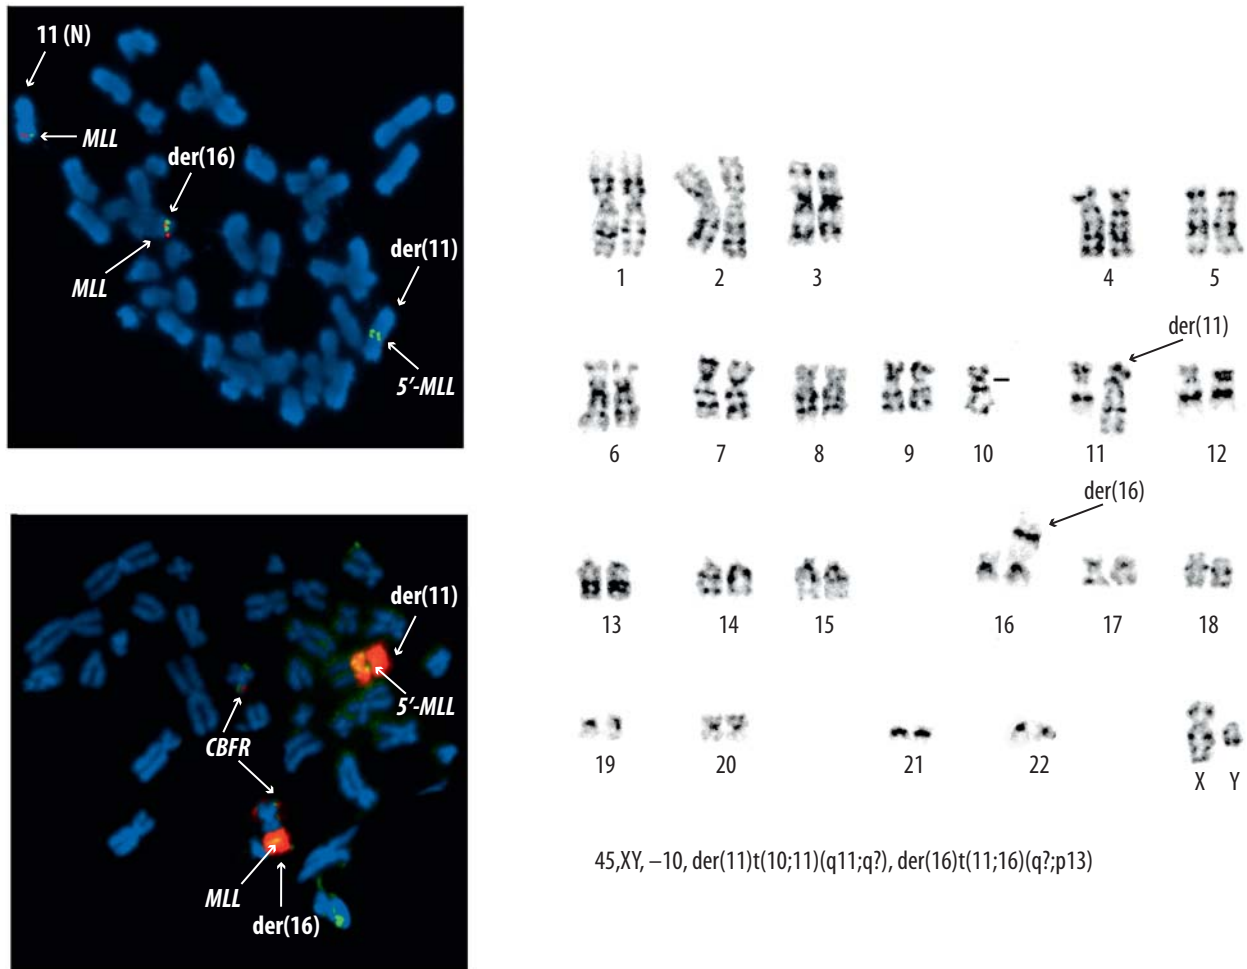 11 (N)
MLL
der(16)
MLL
der(11)
5′-MLL
der(11)
5′-MLL
CBFR
MLL
der(16)
1 2 3 4 5
der(11)
6 7 8 9 10 11 12
der(16)
13 14 15 16 17 18
19 20 21 22 X Y
45,XY, –10, der(11)t(10;11)(q11;q?), der(16)t(11;16)(q?;p13)